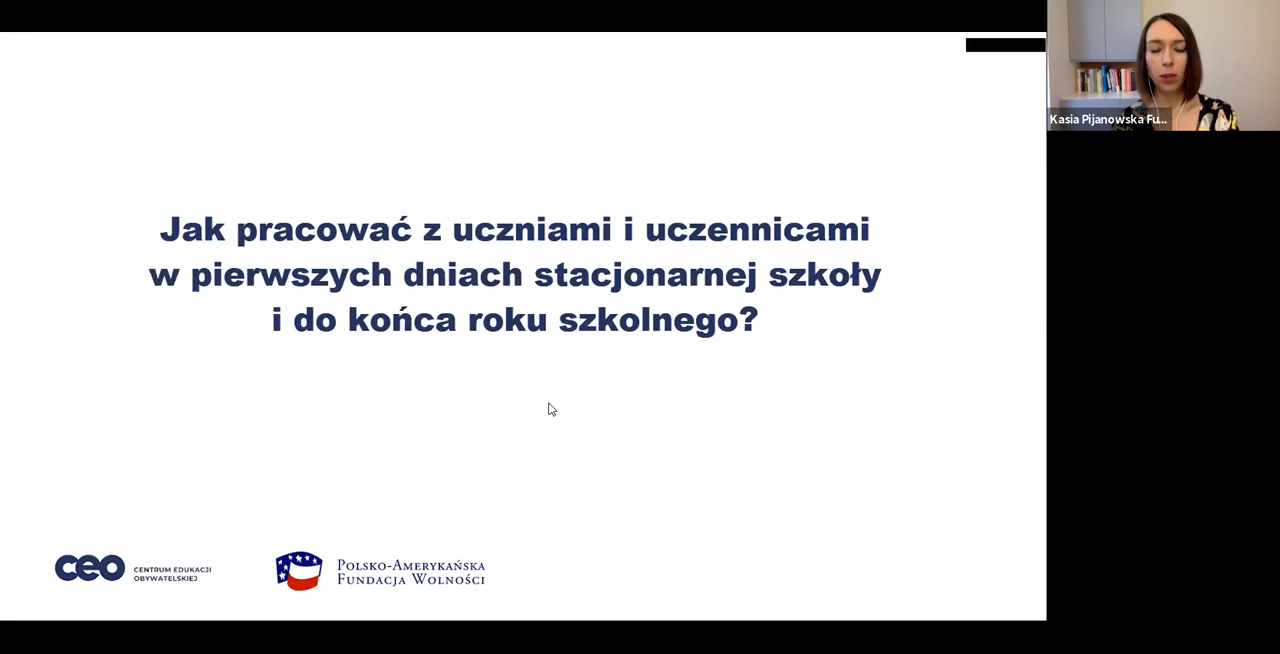 Kasia Pijanowska Fu...
Jak pracować z uczniami i uczennicami
w pierwszych dniach stacjonarnej szkoły
i do końca roku szkolnego?
ceo
CENTRUM EDUKACJI
OBYWATELSKIEJ
Polsko-Amerykańska
Fundacja Wolności